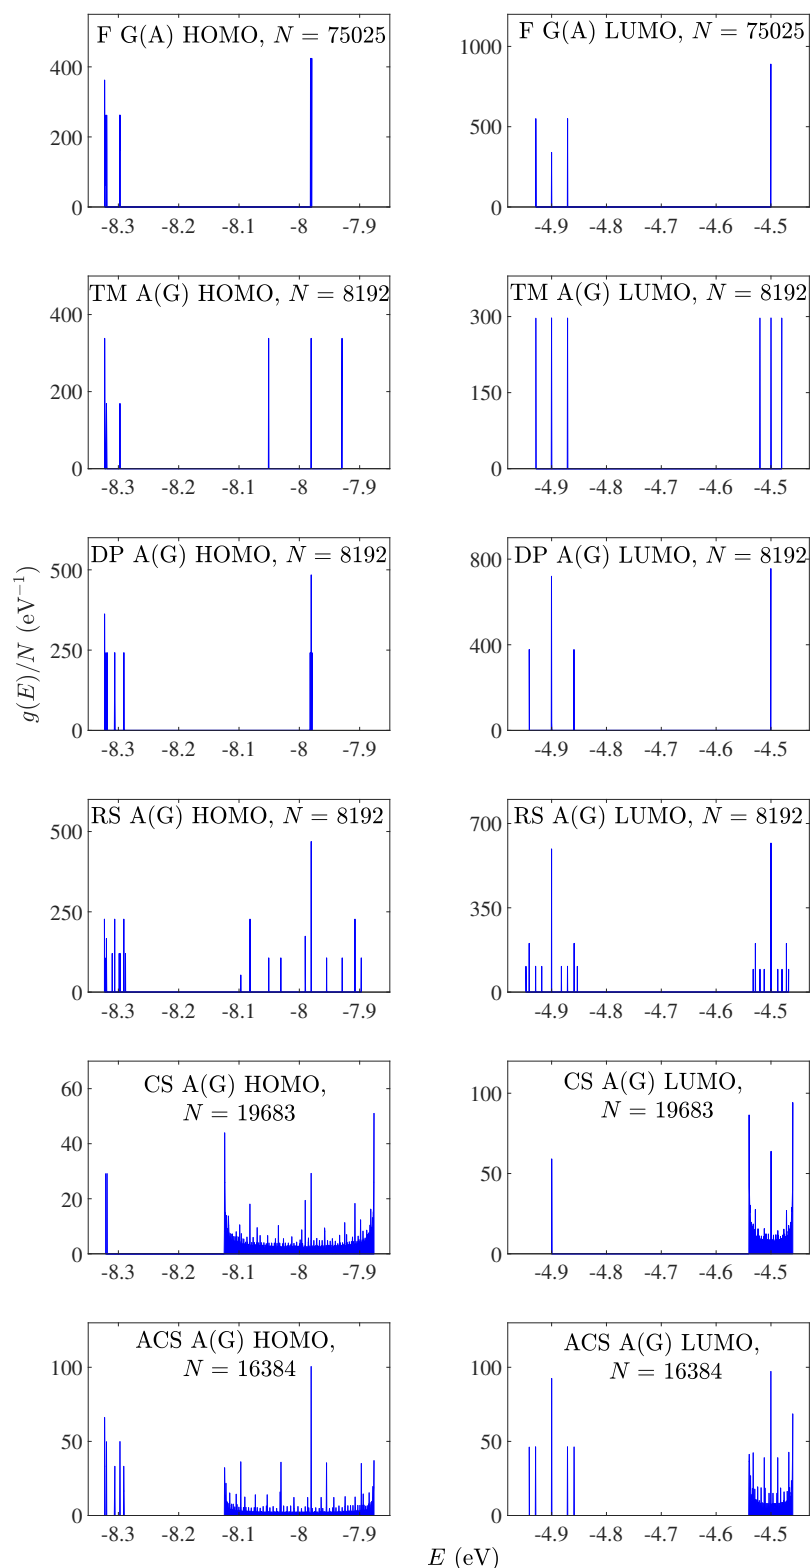 F G(A) HOMO, N = 75025
400
200
0
-8.3 -8.2 -8.1 -8 -7.9
F G(A) LUMO, N = 75025
1000
500
0
-4.9 -4.8 -4.7 -4.6 -4.5
TM A(G) HOMO, N = 8192
400
200
0
-8.3 -8.2 -8.1 -8 -7.9
TM A(G) LUMO, N = 8192
300
150
0
-4.9 -4.8 -4.7 -4.6 -4.5
g(E)/N (eV⁻¹)
DP A(G) HOMO, N = 8192
500
250
0
-8.3 -8.2 -8.1 -8 -7.9
DP A(G) LUMO, N = 8192
800
400
0
-4.9 -4.8 -4.7 -4.6 -4.5
RS A(G) HOMO, N = 8192
500
250
0
-8.3 -8.2 -8.1 -8 -7.9
RS A(G) LUMO, N = 8192
700
350
0
-4.9 -4.8 -4.7 -4.6 -4.5
CS A(G) HOMO,
N = 19683
60
40
20
0
-8.3 -8.2 -8.1 -8 -7.9
CS A(G) LUMO,
N = 19683
100
50
0
-4.9 -4.8 -4.7 -4.6 -4.5
ACS A(G) HOMO,
N = 16384
100
50
0
-8.3 -8.2 -8.1 -8 -7.9
ACS A(G) LUMO,
N = 16384
100
50
0
-4.9 -4.8 -4.7 -4.6 -4.5
E (eV)